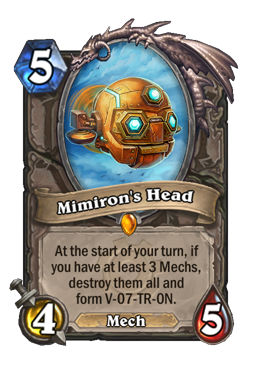 5
Mimiron's Head
At the start of your turn, if
you have at least 3 Mechs,
destroy them all and
form V-07-TR-0N.
4
Mech
5